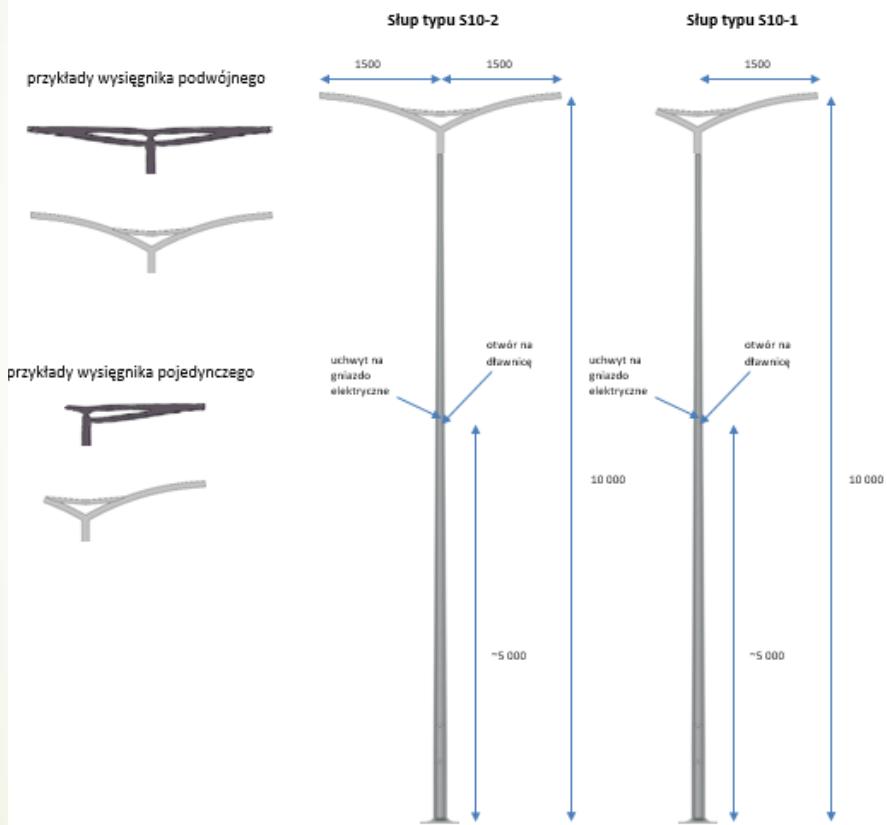 Słup typu S10-2
Słup typu S10-1
1500
1500
1500
przykłady wysięgnika podwójnego
uchwyt na
gniazdo
elektryczne
otwór na
dławnicę
uchwyt na
gniazdo
elektryczne
otwór na
dławnicę
przykłady wysięgnika pojedynczego
10 000
10 000
~5 000
~5 000